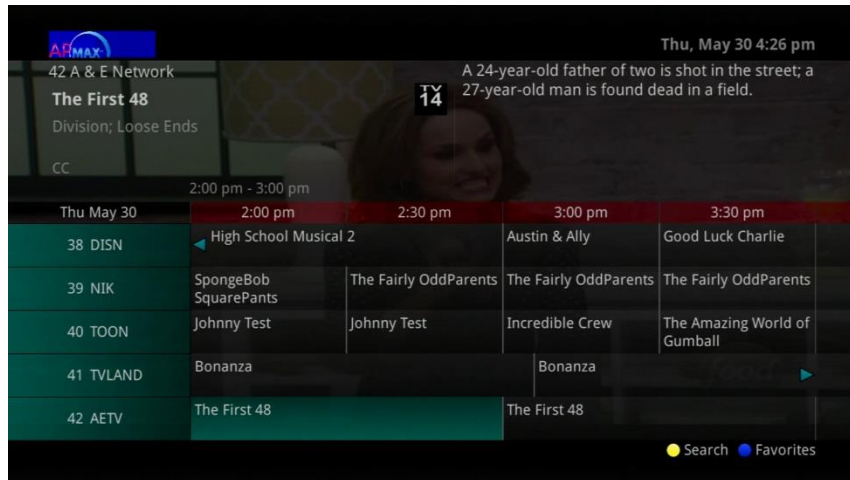 APMAX
Thu, May 30 4:26 pm
42 A & E Network
The First 48
Division; Loose Ends
CC
2:00 pm - 3:00 pm
TV
14
A 24-year-old father of two is shot in the street; a
27-year-old man is found dead in a field.
Thu May 30
2:00 pm
2:30 pm
3:00 pm
3:30 pm
38 DISN
High School Musical 2
Austin & Ally
Good Luck Charlie
39 NIK
SpongeBob
SquarePants
The Fairly OddParents
The Fairly OddParents
The Fairly OddParents
40 TOON
Johnny Test
Johnny Test
Incredible Crew
The Amazing World of
Gumball
41 TVLAND
Bonanza
Bonanza
food
42 AETV
The First 48
The First 48
Search
Favorites